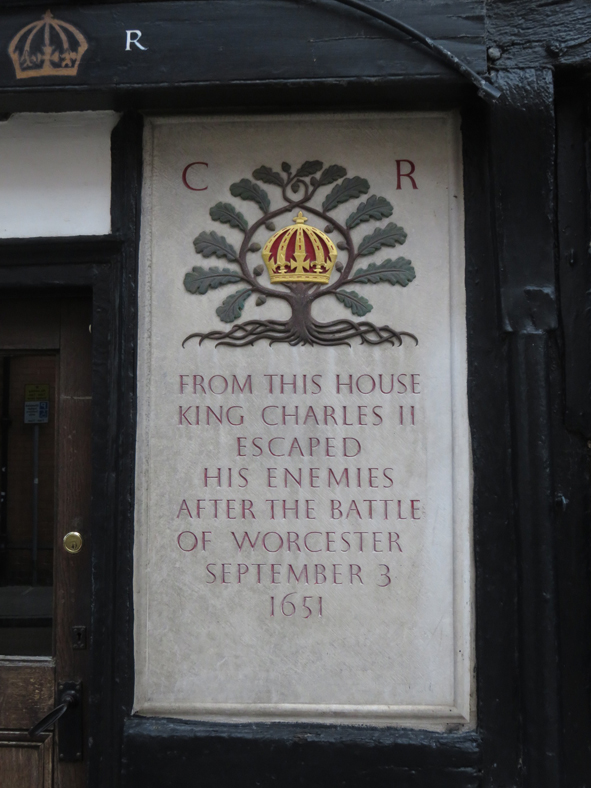 R
C R
FROM THIS HOUSE
KING CHARLES II
ESCAPED
HIS ENEMIES
AFTER THE BATTLE
OF WORCESTER
SEPTEMBER 3
1651